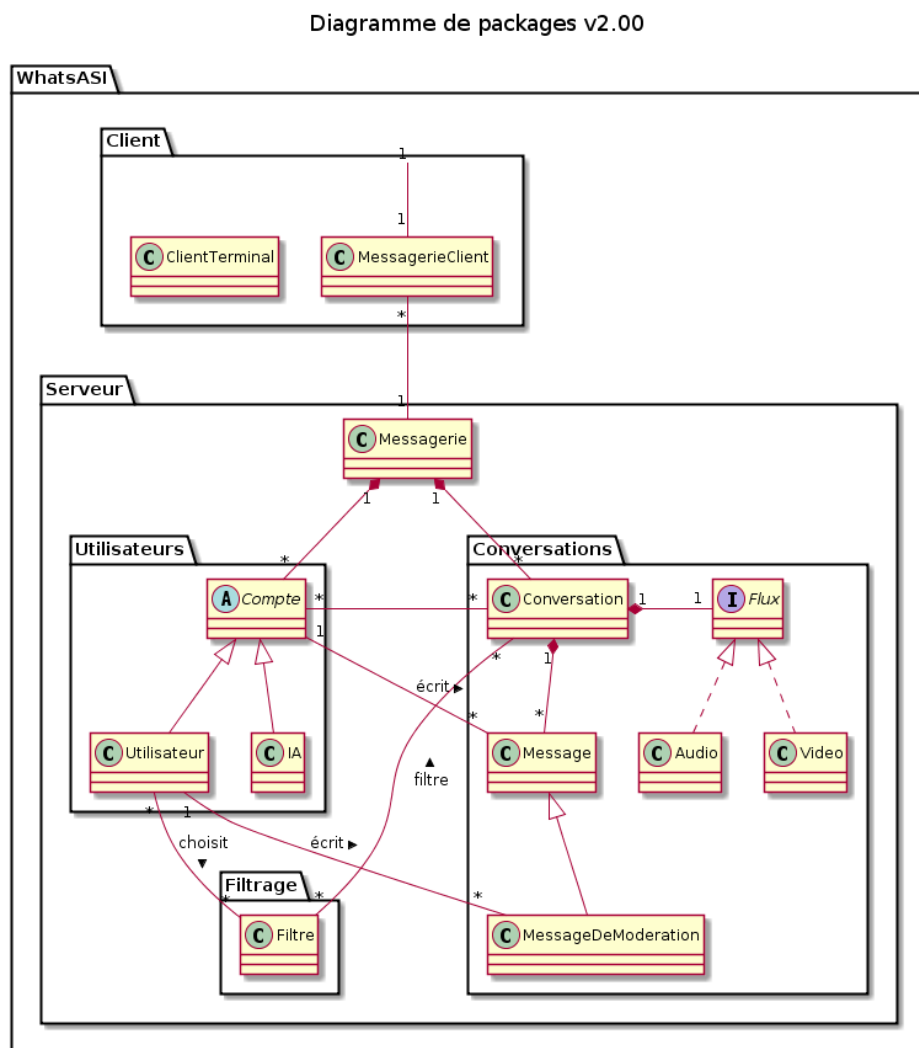 Diagramme de packages v2.00
WhatsASI
Client
1
1
C ClientTerminal
C MessagerieClient
*
Serveur
1
C Messagerie
1
1
Utilisateurs
Conversations
*
*
A Compte
*
*
C Conversation
1
1
I Flux
1
1
*
écrit ►
*
*
C Utilisateur
C IA
C Message
C Audio
C Video
▲
filtre
*
1
choisit
▼
écrit ►
Filtrage
*
*
*
C Filtre
C MessageDeModeration